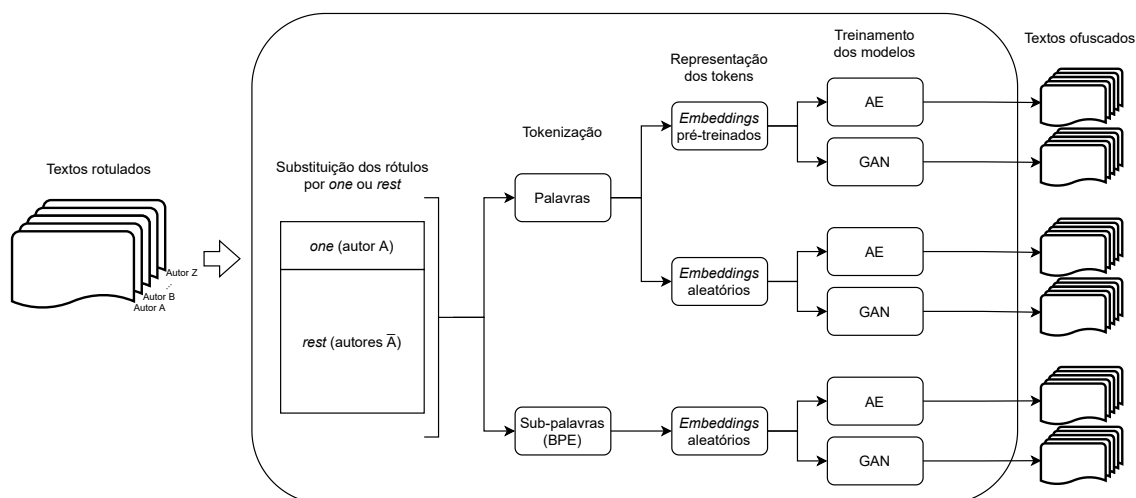 Textos rotulados
Autor Z
...
Autor B
Autor A
Substituição dos rótulos
por one ou rest
one (autor A)
rest (autores A̅)
Tokenização
Palavras
Sub-palavras
(BPE)
Representação
dos tokens
Embeddings
pré-treinados
Embeddings
aleatórios
Embeddings
aleatórios
Treinamento
dos modelos
AE
GAN
AE
GAN
AE
GAN
Textos ofuscados